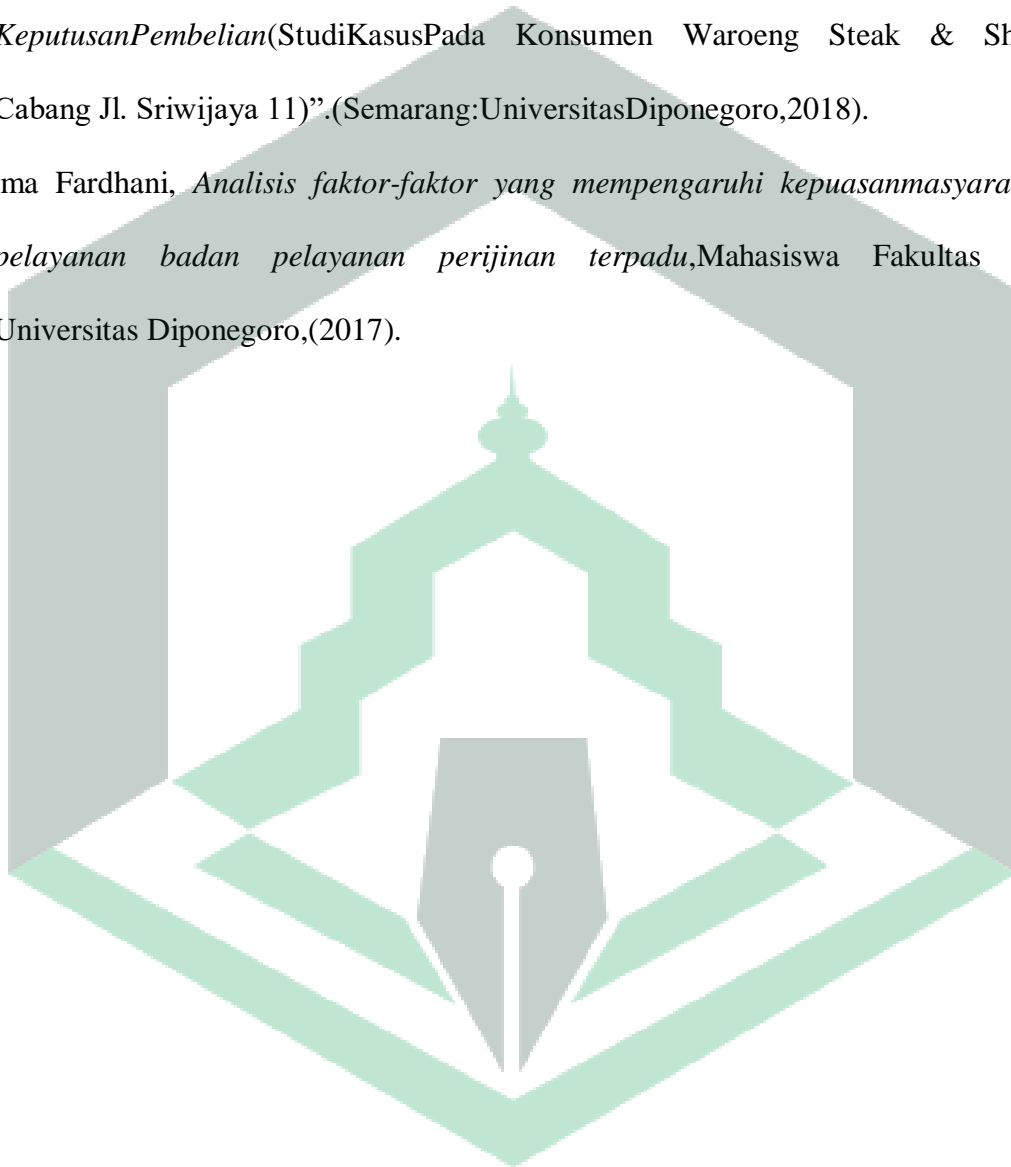 KeputusanPembelian(StudiKasusPada Konsumen Waroeng Steak & Sh
Cabang Jl. Sriwijaya 11)”.(Semarang:UniversitasDiponegoro,2018).
ma Fardhani, Analisis faktor-faktor yang mempengaruhi kepuasanmasyara
pelayanan badan pelayanan perijinan terpadu,Mahasiswa Fakultas
Universitas Diponegoro,(2017).